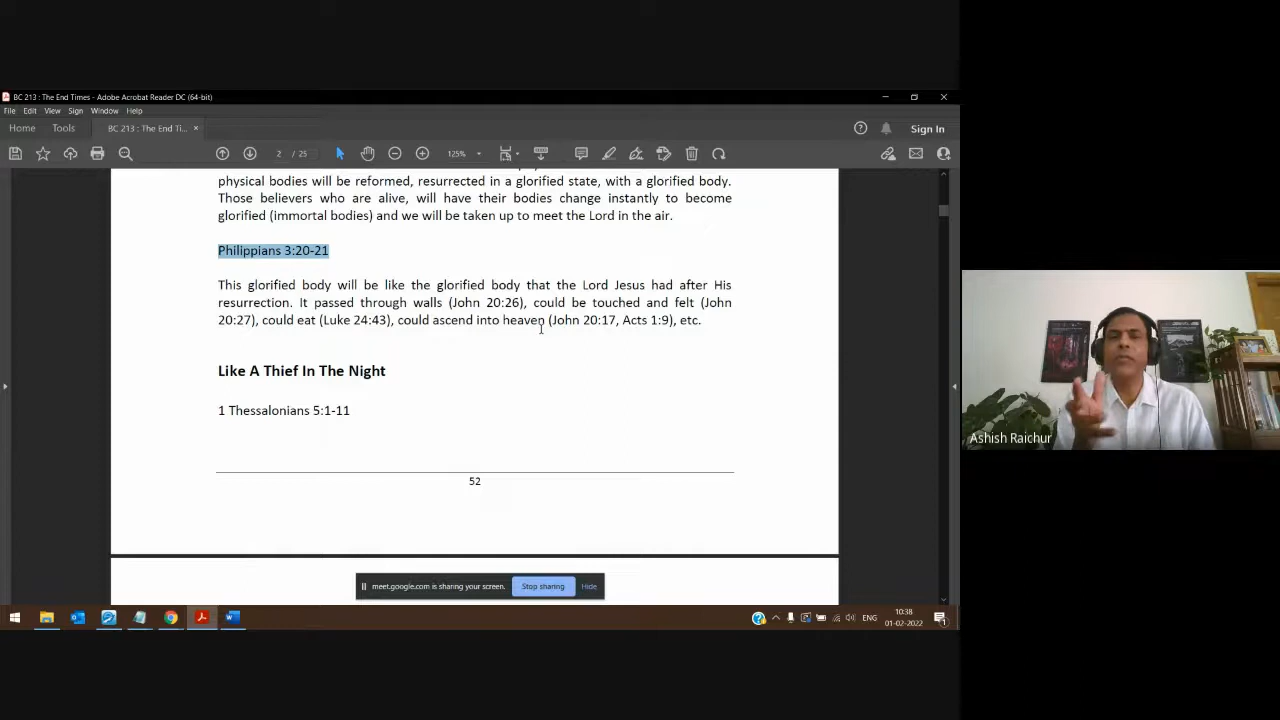 BC 213 : The End Times - Adobe Acrobat Reader DC (64-bit)
File Edit View Sign Window Help
Home Tools BC 213 : The End Ti... × Sign In
2 / 25 125%
physical bodies will be reformed, resurrected in a glorified state, with a glorified body.
Those believers who are alive, will have their bodies change instantly to become
glorified (immortal bodies) and we will be taken up to meet the Lord in the air.
Philippians 3:20-21
This glorified body will be like the glorified body that the Lord Jesus had after His
resurrection. It passed through walls (John 20:26), could be touched and felt (John
20:27), could eat (Luke 24:43), could ascend into heaven (John 20:17, Acts 1:9), etc.
Like A Thief In The Night
1 Thessalonians 5:1-11
52
Ashish Raichur
meet.google.com is sharing your screen. Stop sharing Hide
ENG 10:38
01-02-2022